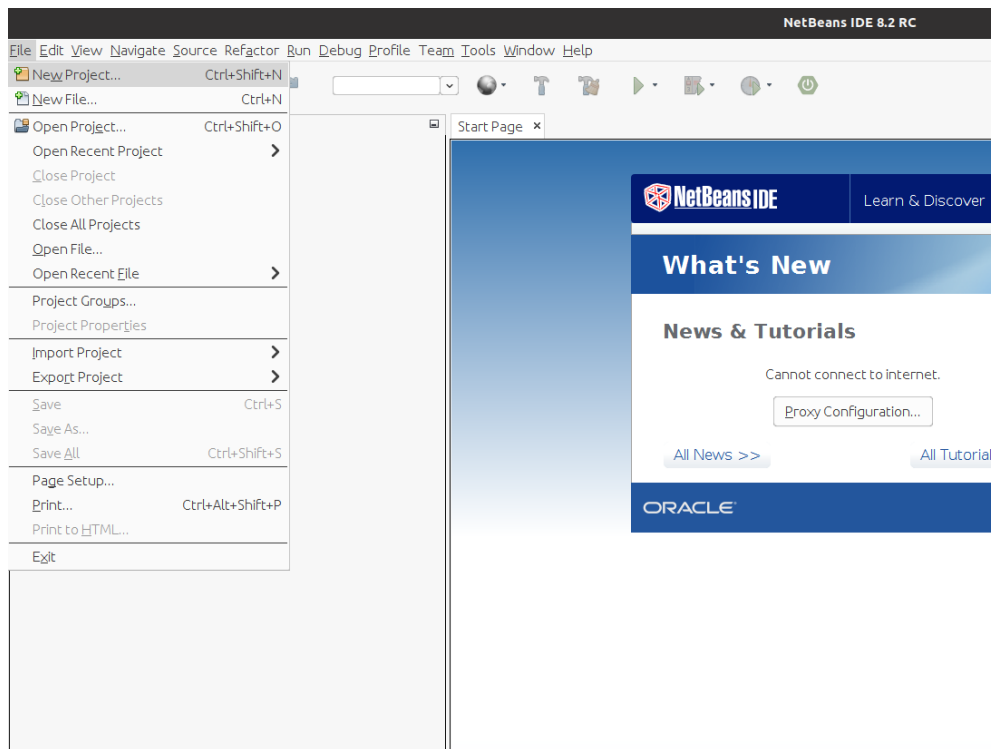 NetBeans IDE 8.2 RC
File Edit View Navigate Source Refactor Run Debug Profile Team Tools Window Help
New Project... Ctrl+Shift+N
New File... Ctrl+N
Open Project... Ctrl+Shift+O
Open Recent Project
Close Project
Close Other Projects
Close All Projects
Open File...
Open Recent File
Project Groups...
Project Properties
Import Project
Export Project
Save Ctrl+S
Save As...
Save All Ctrl+Shift+S
Page Setup...
Print... Ctrl+Alt+Shift+P
Print to HTML...
Exit
Start Page
NetBeans IDE
Learn & Discover
What's New
News & Tutorials
Cannot connect to internet.
Proxy Configuration...
All News >> All Tutorial
ORACLE